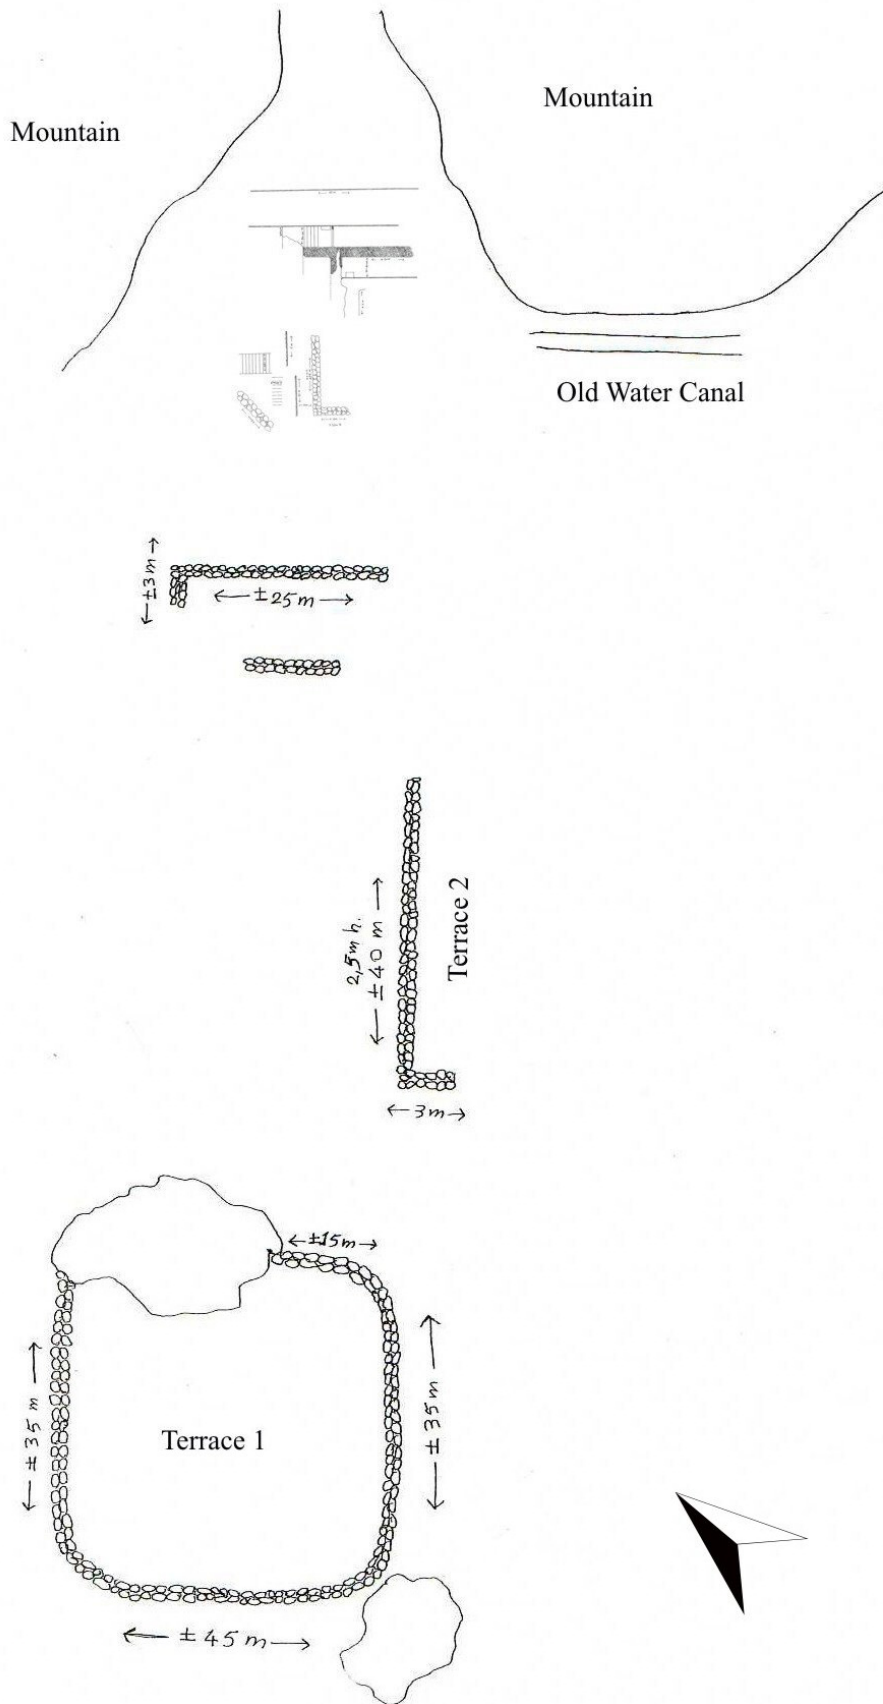 Mountain
Mountain
Old Water Canal
±3m
±25m
2,5m h.
±40m
Terrace 2
3m
±15m
±35m
±35m
Terrace 1
±45m